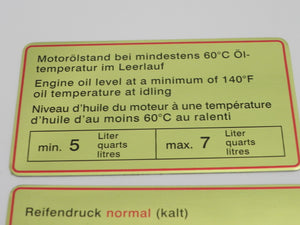 Motorölstand bei mindestens 60°C Öl-
temperatur im Leerlauf
Engine oil level at a minimum of 140°F
oil temperature at idling
Niveau d'huile du moteur à une température
d'huile d'au moins 60°C au ralenti
min. 5 Liter quarts litres max. 7 Liter quarts litres
Reifendruck normal (kalt)